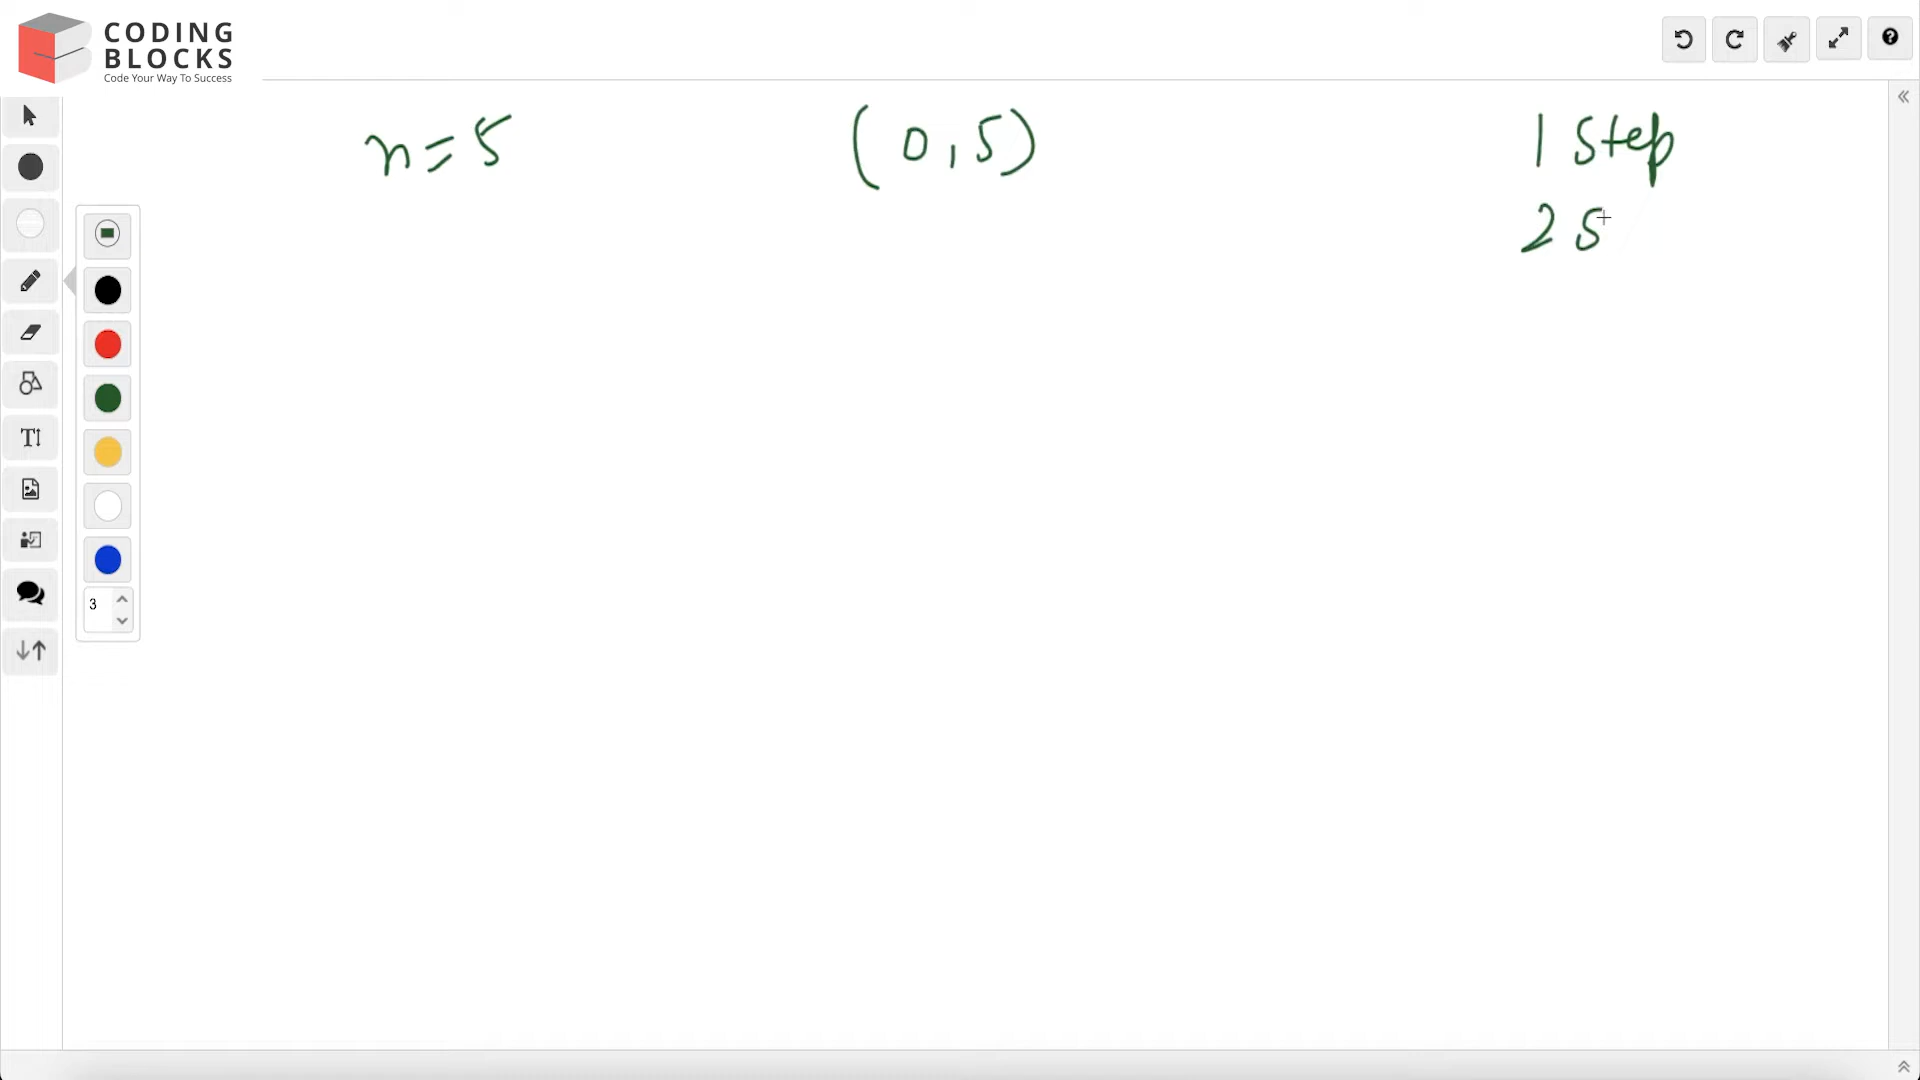 CODING
BLOCKS
Code Your Way To Success
n=5 (0,5) 1 Step
2 S
T
3